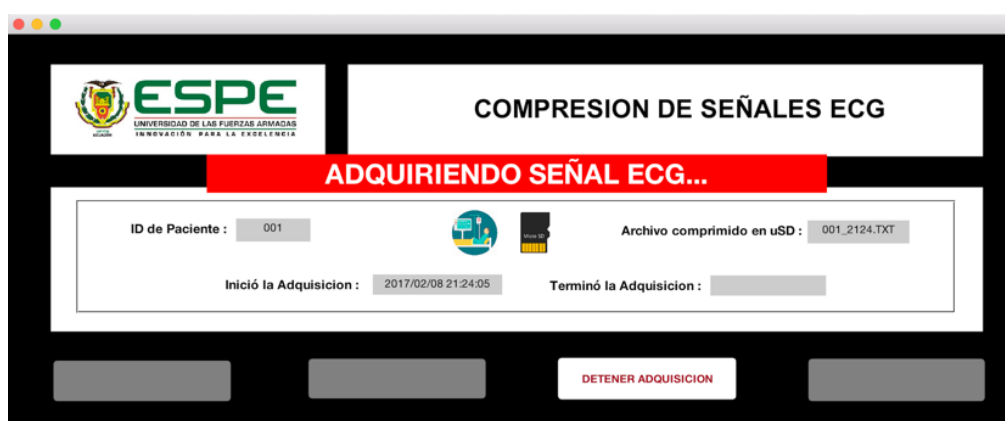 ESPE
UNIVERSIDAD DE LAS FUERZAS ARMADAS
INNOVACIÓN PARA LA EXCELENCIA
COMPRESION DE SEÑALES ECG
ADQUIRIENDO SEÑAL ECG...
ID de Paciente : 001
Micro SD
Archivo comprimido en uSD : 001_2124.TXT
Inició la Adquisicion : 2017/02/08 21:24:05
Terminó la Adquisicion :
DETENER ADQUISICION